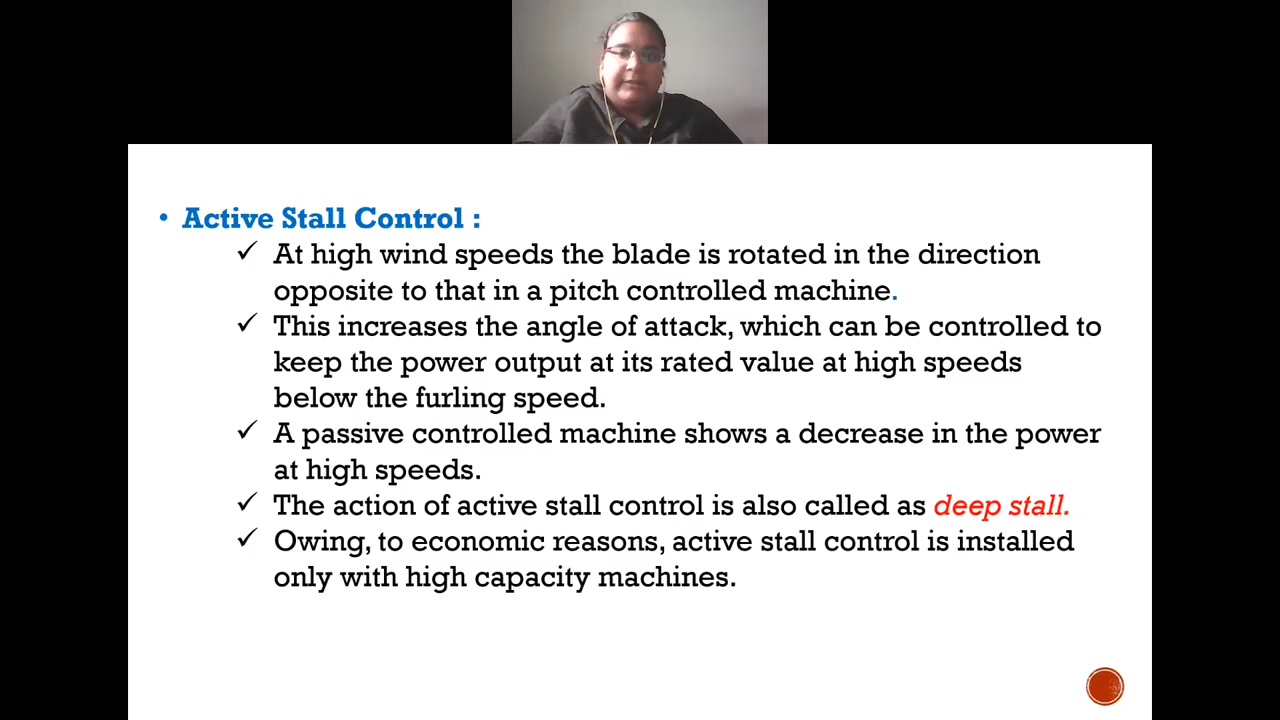 • Active Stall Control :
✓ At high wind speeds the blade is rotated in the direction
opposite to that in a pitch controlled machine.
✓ This increases the angle of attack, which can be controlled to
keep the power output at its rated value at high speeds
below the furling speed.
✓ A passive controlled machine shows a decrease in the power
at high speeds.
✓ The action of active stall control is also called as deep stall.
✓ Owing, to economic reasons, active stall control is installed
only with high capacity machines.